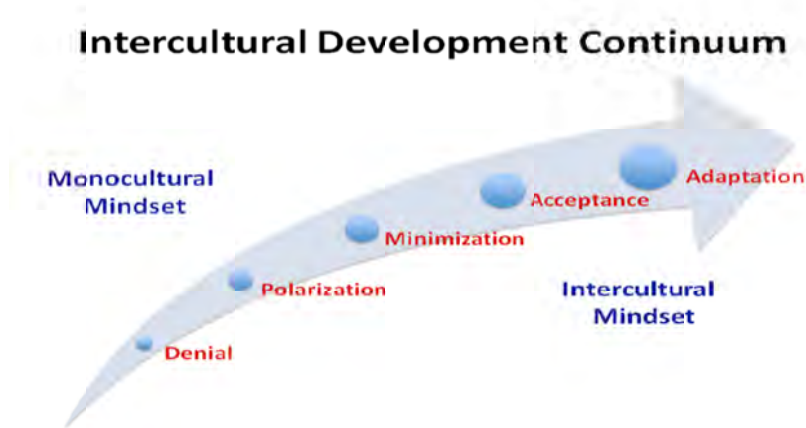 Intercultural Development Continuum
Monocultural
Mindset
Adaptation
Acceptance
Minimization
Polarization
Intercultural
Mindset
Denial